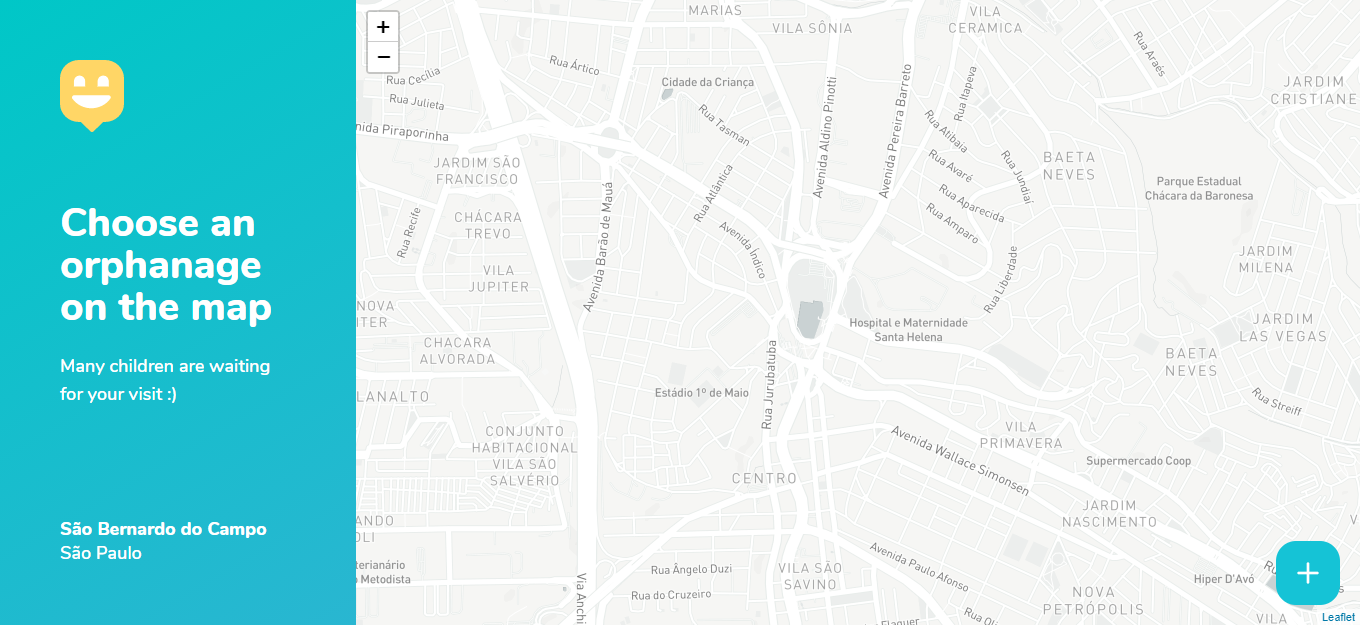 Choose an
orphanage
on the map
Many children are waiting
for your visit :)
São Bernardo do Campo
São Paulo
+
−
MARIAS
VILA SÔNIA
VILA
CERAMICA
Rua Araés
Rua Ártico
Rua Cecília
Cidade da Criança
Rua Julieta
Rua Tasman
Avenida Aldino Pinotti
Avenida Pereira Barreto
Rua Itapeva
JARDIM
CRISTIANE
nida Piraporinha
Rua Atibaia
JARDIM SÃO
FRANCISCO
Rua Avaré
Rua Jundiaí
BAETA
NEVES
Parque Estadual
Chácara da Baronesa
Rua Atlântica
Rua Aparecida
CHÁCARA
TREVO
Rua Recife
Avenida Barão de Mauá
Rua Amparo
Avenida Índico
JARDIM
MILENA
VILA
JUPITER
Rua Liberdade
NOVA
ITER
Hospital e Maternidade
Santa Helena
JARDIM
LAS VEGAS
CHACARA
ALVORADA
BAETA
NEVES
Rua Jurubatuba
Estádio 1º de Maio
LANALTO
Rua Streiff
CONJUNTO
HABITACIONAL
VILA SÃO
SALVÉRIO
VILA
PRIMAVERA
Avenida Wallace Simonsen
Supermercado Coop
CENTRO
JARDIM
NASCIMENTO
ANDO
OLI
Avenida Paulo Afonso
terianário
o Metodista
Rua Ângelo Duzi
VILA SÃO
SAVINO
Hiper D'Avó
Via Anchi
Rua do Cruzeiro
NOVA
PETRÓPOLIS
Rua Oli
Flaquer
VILA
Leaflet